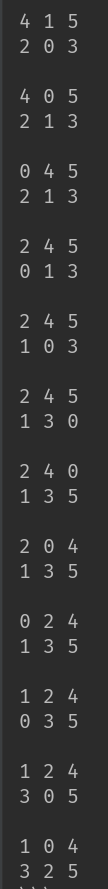 4 1 5
2 0 3
4 0 5
2 1 3
0 4 5
2 1 3
2 4 5
0 1 3
2 4 5
1 0 3
2 4 5
1 3 0
2 4 0
1 3 5
2 0 4
1 3 5
0 2 4
1 3 5
1 2 4
0 3 5
1 2 4
3 0 5
1 0 4
3 2 5